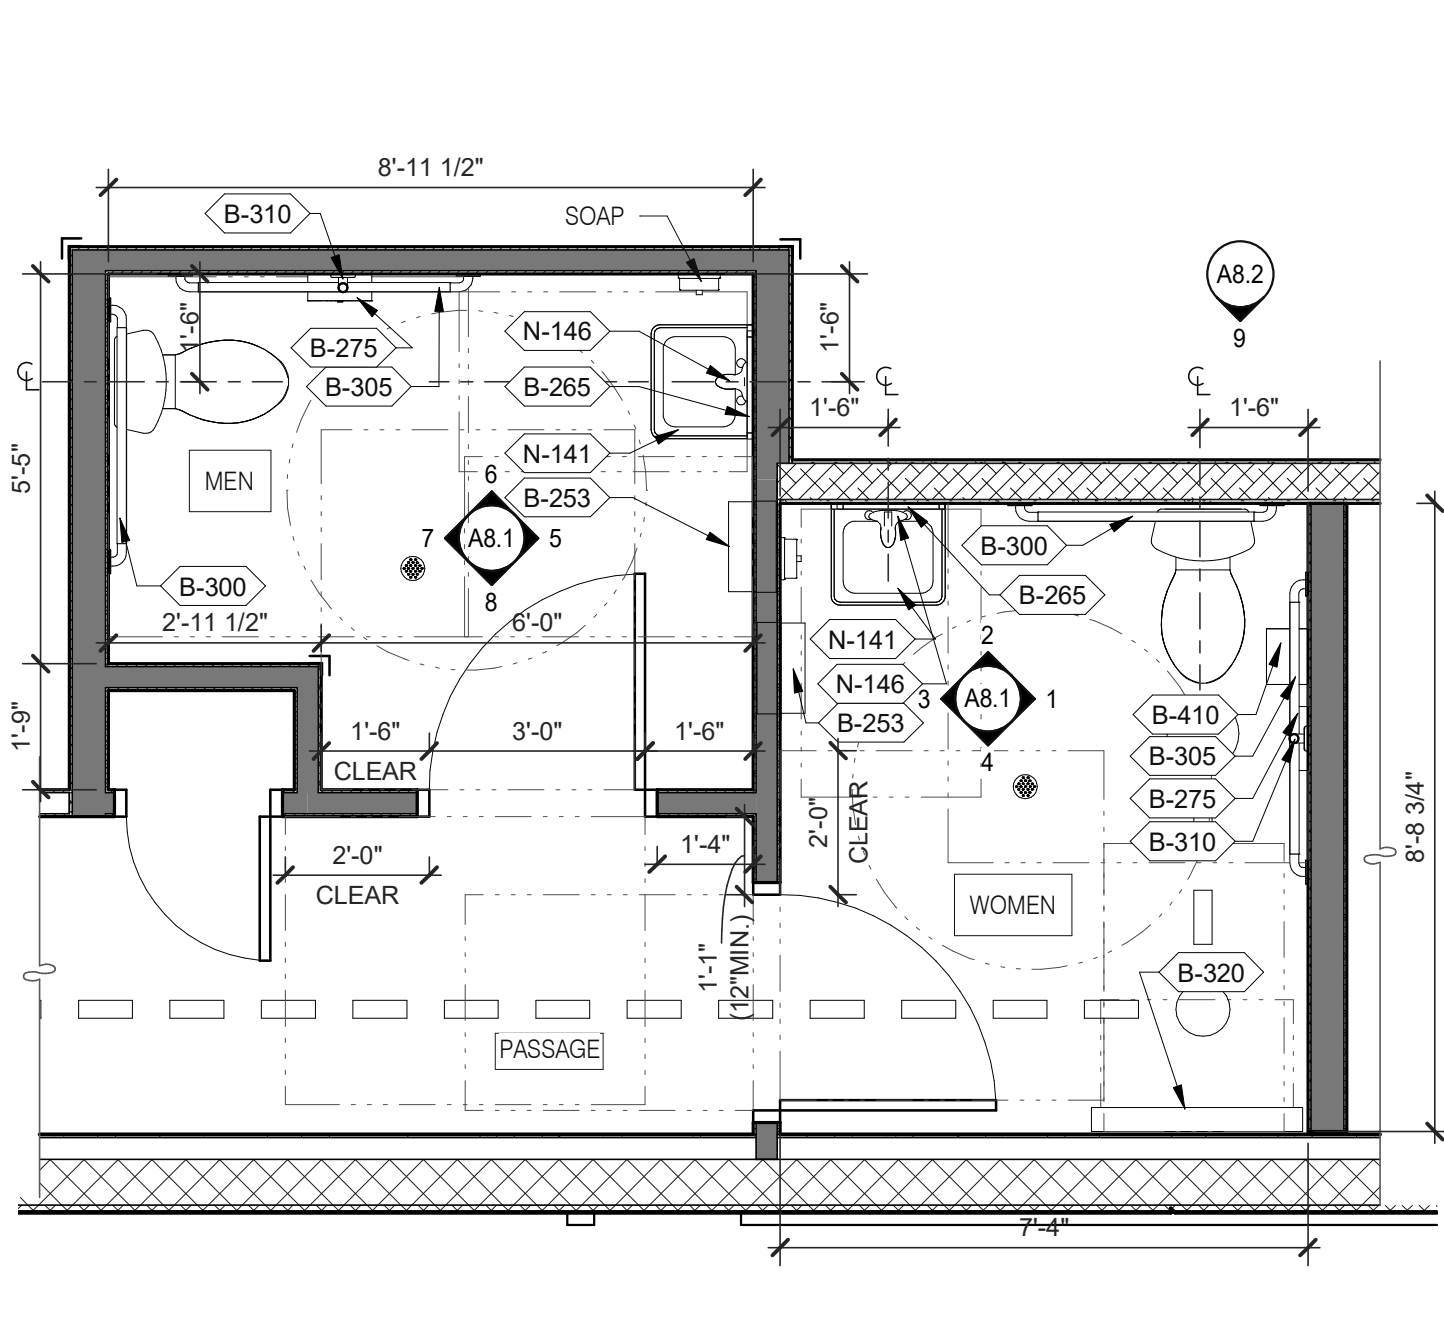 8'-11 1/2"
B-310
SOAP
A8.2
9
1'-6"
1'-6"
N-146
B-275
B-305
B-265
℄
℄
℄
1'-6"
1'-6"
5'-5"
N-141
MEN
6
B-253
7
A8.1
5
8
B-300
B-300
B-265
2'-11 1/2"
6'-0"
N-141
2
N-146
3
A8.1
1
4
B-253
B-410
B-305
B-275
B-310
1'-9"
1'-6"
CLEAR
3'-0"
1'-6"
2'-0"
CLEAR
8'-8 3/4"
2'-0"
CLEAR
1'-4"
1'-1"
(12"MIN.)
WOMEN
B-320
PASSAGE
7'-4"